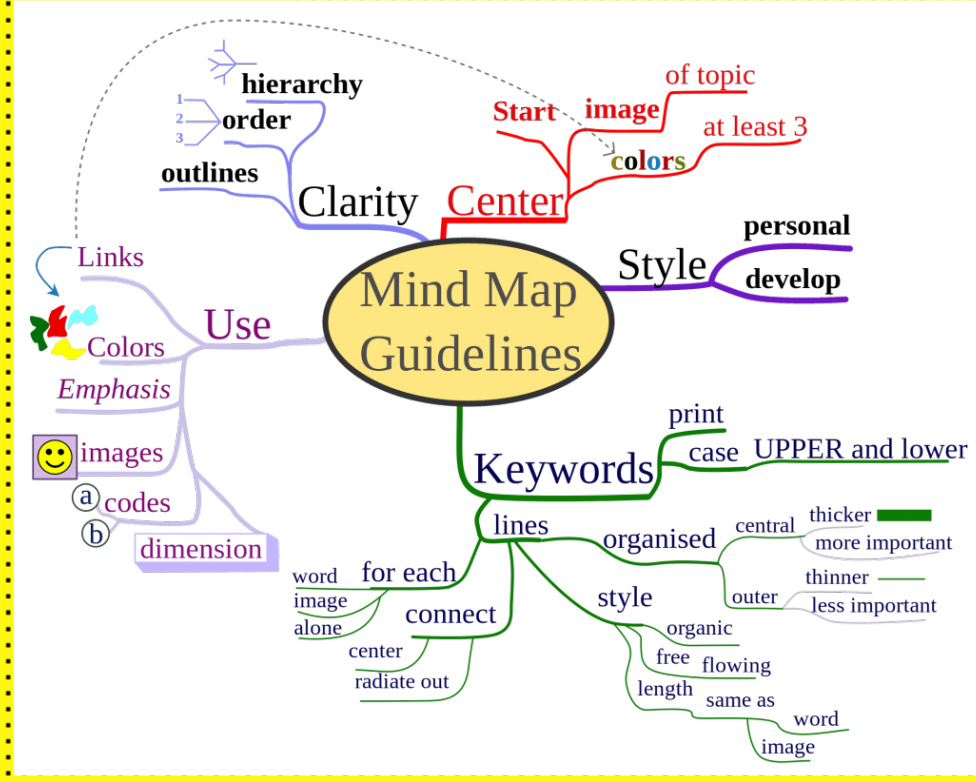 Mind Map
Guidelines
Clarity
hierarchy
1
2
3
order
outlines
Center
Start
image
of topic
colors
at least 3
Style
personal
develop
Use
Links
Colors
Emphasis
images
codes
a
b
dimension
Keywords
print
case
UPPER and lower
lines
organised
central
thicker
more important
outer
thinner
less important
for each
word
image
alone
connect
center
radiate out
style
organic
free
flowing
length
same as
word
image